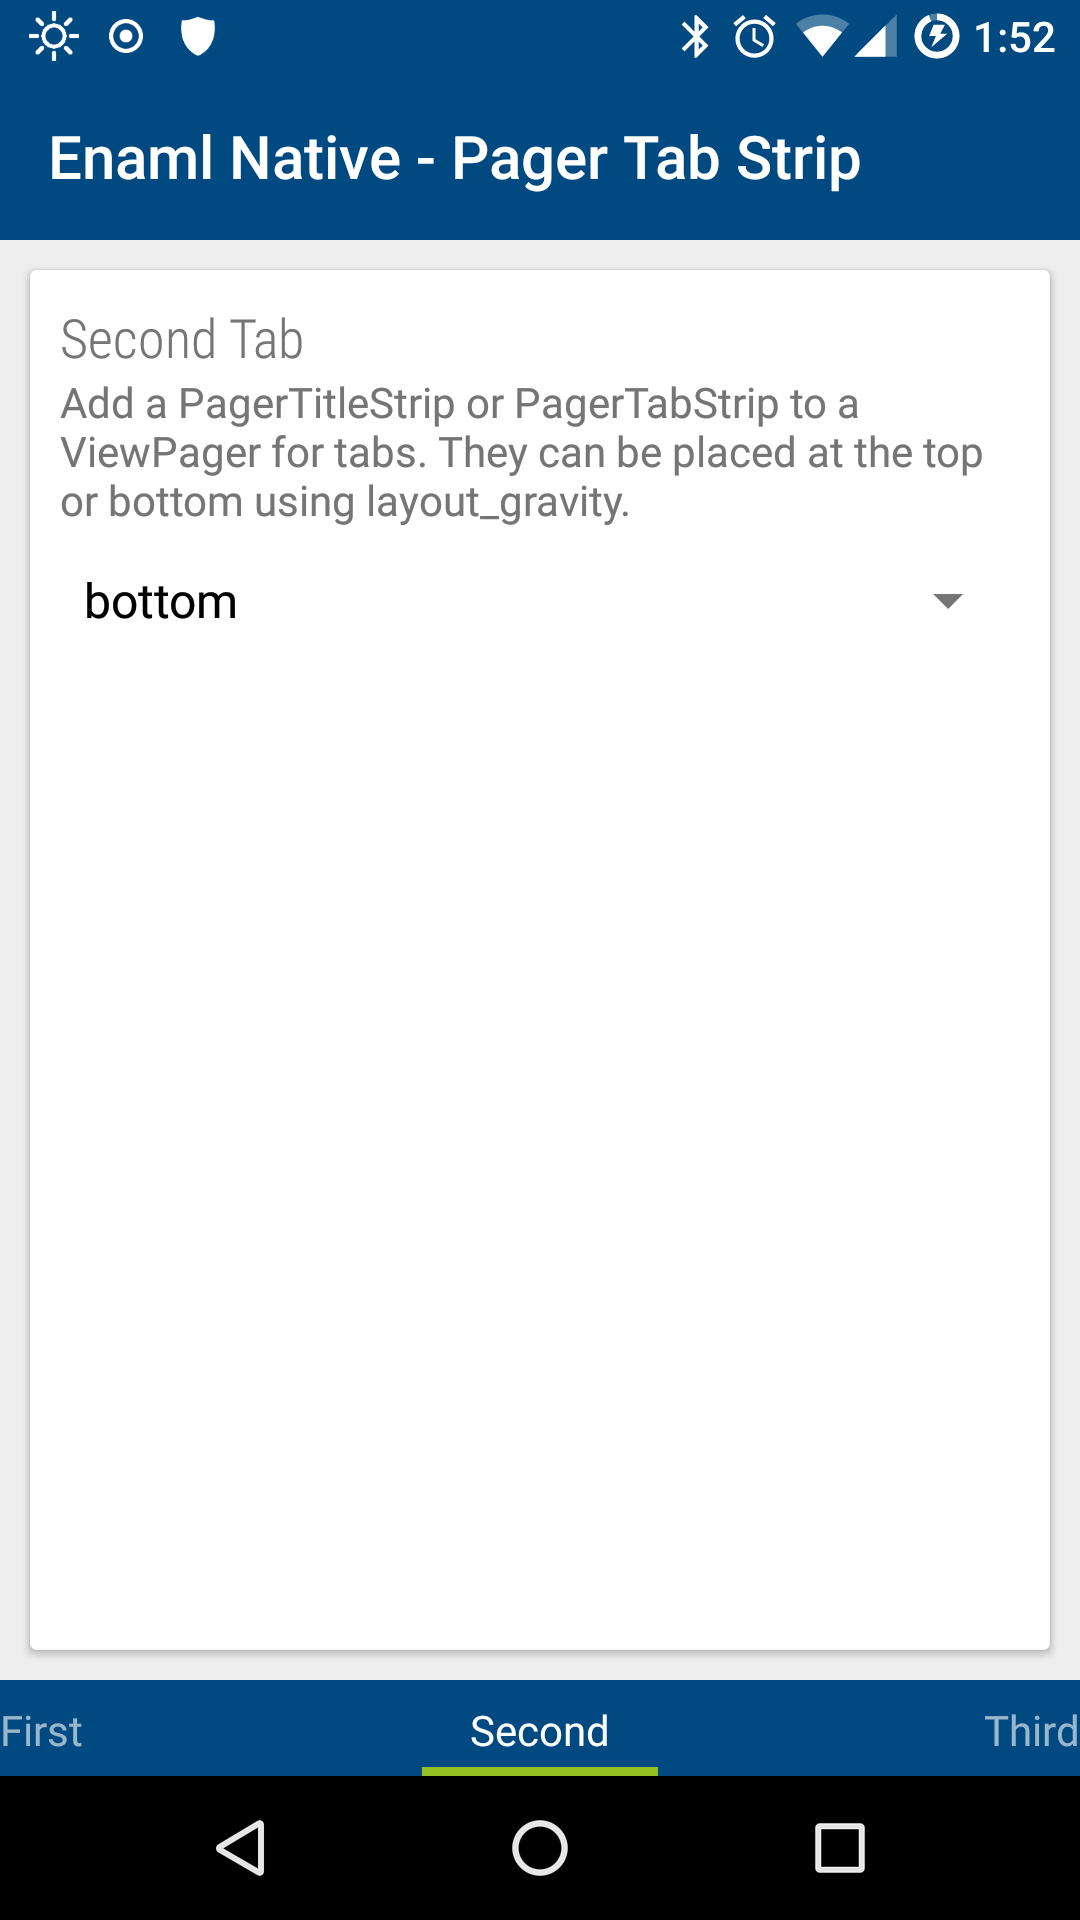 1:52
Enaml Native - Pager Tab Strip
Second Tab
Add a PagerTitleStrip or PagerTabStrip to a
ViewPager for tabs. They can be placed at the top
or bottom using layout_gravity.
bottom
First Second Third